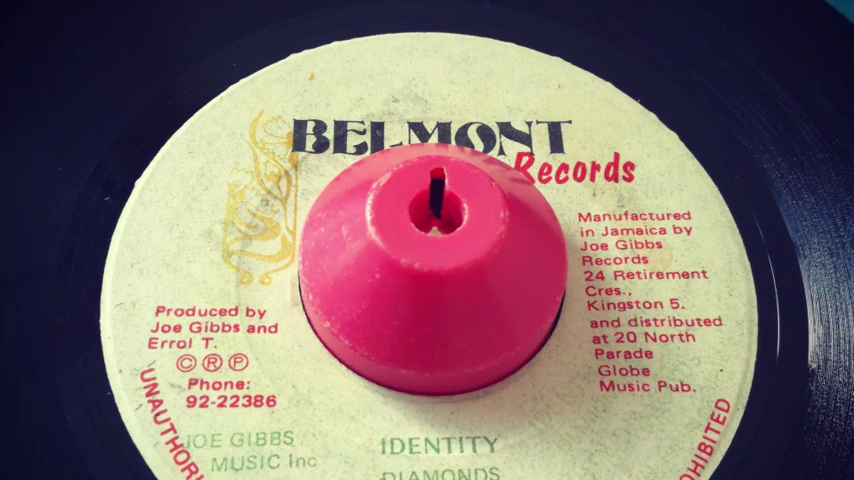 BELMONT
Records
Manufactured
in Jamaica by
Joe Gibbs
Records
24 Retirement
Cres.,
Kingston 5.
and distributed
at 20 North
Parade
Globe
Music Pub.
Produced by
Joe Gibbs and
Errol T.
Ⓒ Ⓡ Ⓟ
Phone:
92-22386
JOE GIBBS
MUSIC Inc
IDENTITY
DIAMONDS